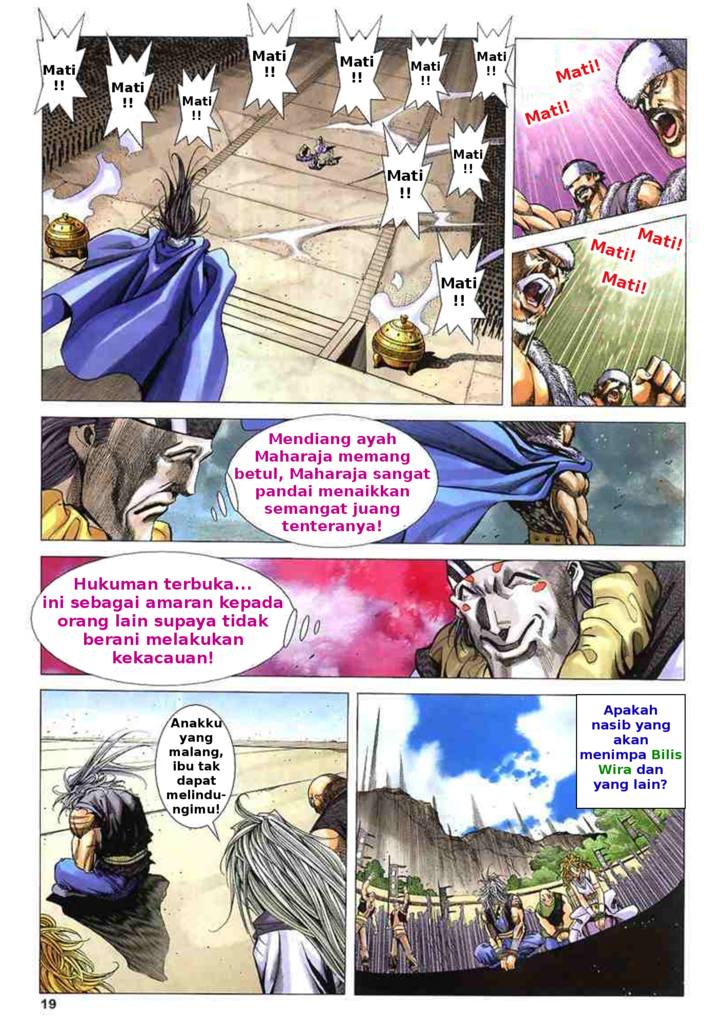 Mati
!!
Mati
!!
Mati
!!
Mati
!!
Mati
!!
Mati
!!
Mati
!!
Mati
!!
Mati
!!
Mati
!!
Mati!
Mati!
Mati!
Mati!
Mati!
Mendiang ayah
Maharaja memang
betul, Maharaja sangat
pandai menaikkan
semangat juang
tenteranya!
Hukuman terbuka...
ini sebagai amaran kepada
orang lain supaya tidak
berani melakukan
kekacauan!
Anakku
yang
malang,
ibu tak
dapat
melindu-
ngimu!
Apakah
nasib yang
akan
menimpa Bilis
Wira dan
yang lain?
19